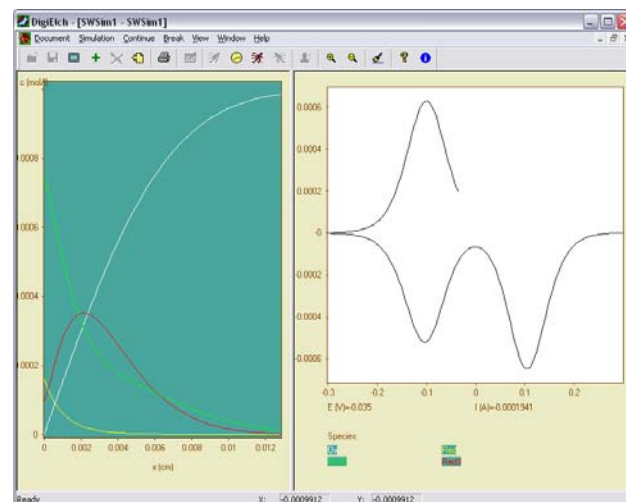 DigiElch - [SWSim1 - SWSim1]
Document Simulation Continue Break View Window Help
c (mol/l)
0.0008
0.0006
0.0004
0.0002
0
0 0.002 0.004 0.006 0.008 0.01 0.012
x (cm)
0.0006
0.0004
0.0002
-0
-0.0002
-0.0004
-0.0006
-0.3 -0.2 -0.1 0 0.1 0.2
E (V)=-0.035 I (A)=-0.0001941
Species:
Ox Red
Red2
Ready X: -0.0009912 Y: -0.0009912